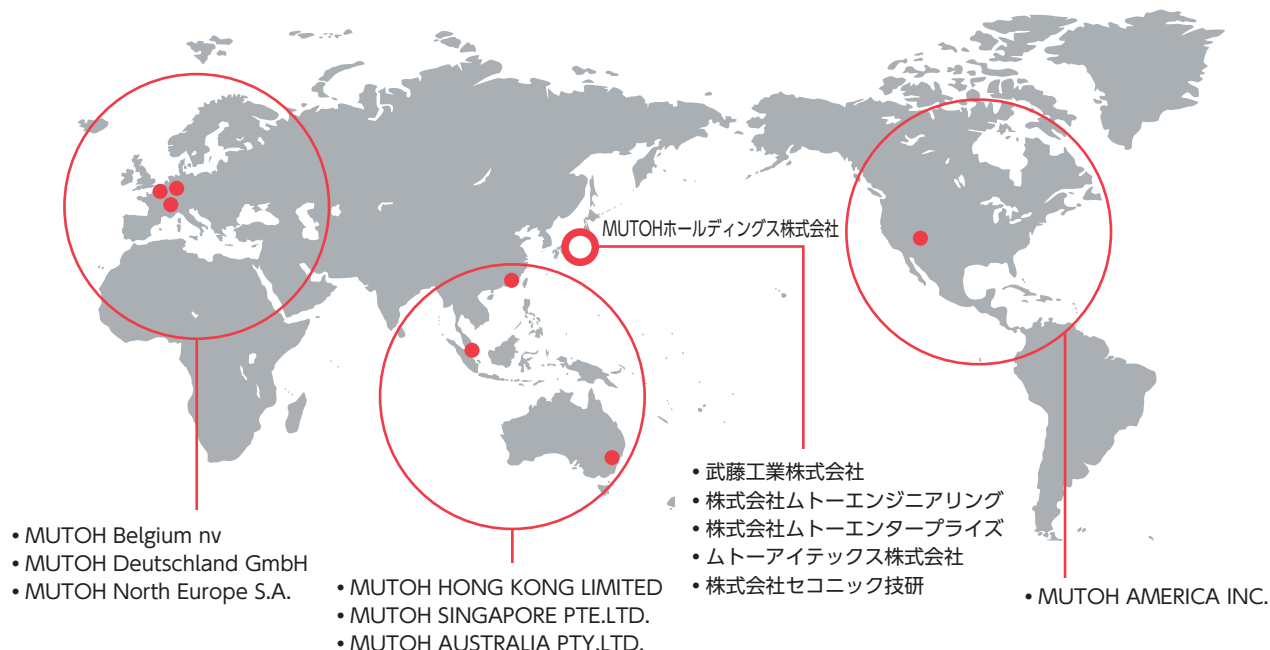 MUTOHホールディングス株式会社
• MUTOH Belgium nv
• MUTOH Deutschland GmbH
• MUTOH North Europe S.A.
• MUTOH HONG KONG LIMITED
• MUTOH SINGAPORE PTE.LTD.
• MUTOH AUSTRALIA PTY.LTD.
• 武藤工業株式会社
• 株式会社ムトーエンジニアリング
• 株式会社ムトーエンタープライズ
• ムトーアイテックス株式会社
• 株式会社セコニック技研
• MUTOH AMERICA INC.